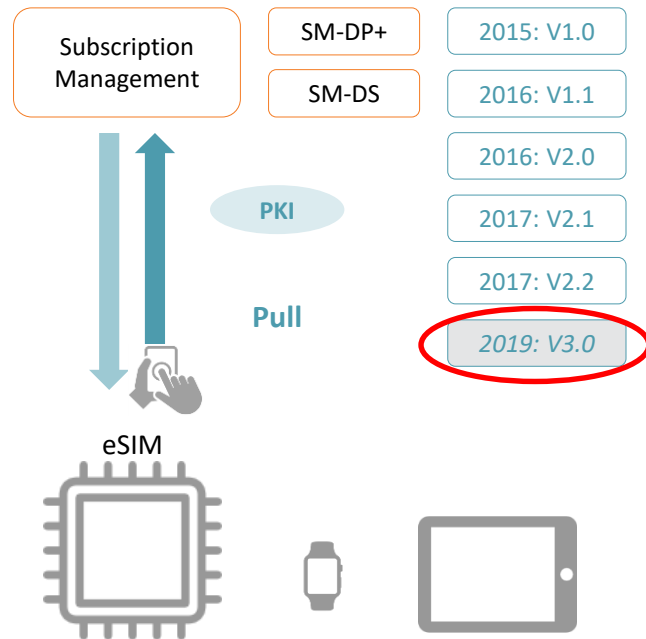 Subscription
Management
SM-DP+
SM-DS
2015: V1.0
2016: V1.1
2016: V2.0
2017: V2.1
2017: V2.2
2019: V3.0
PKI
Pull
eSIM